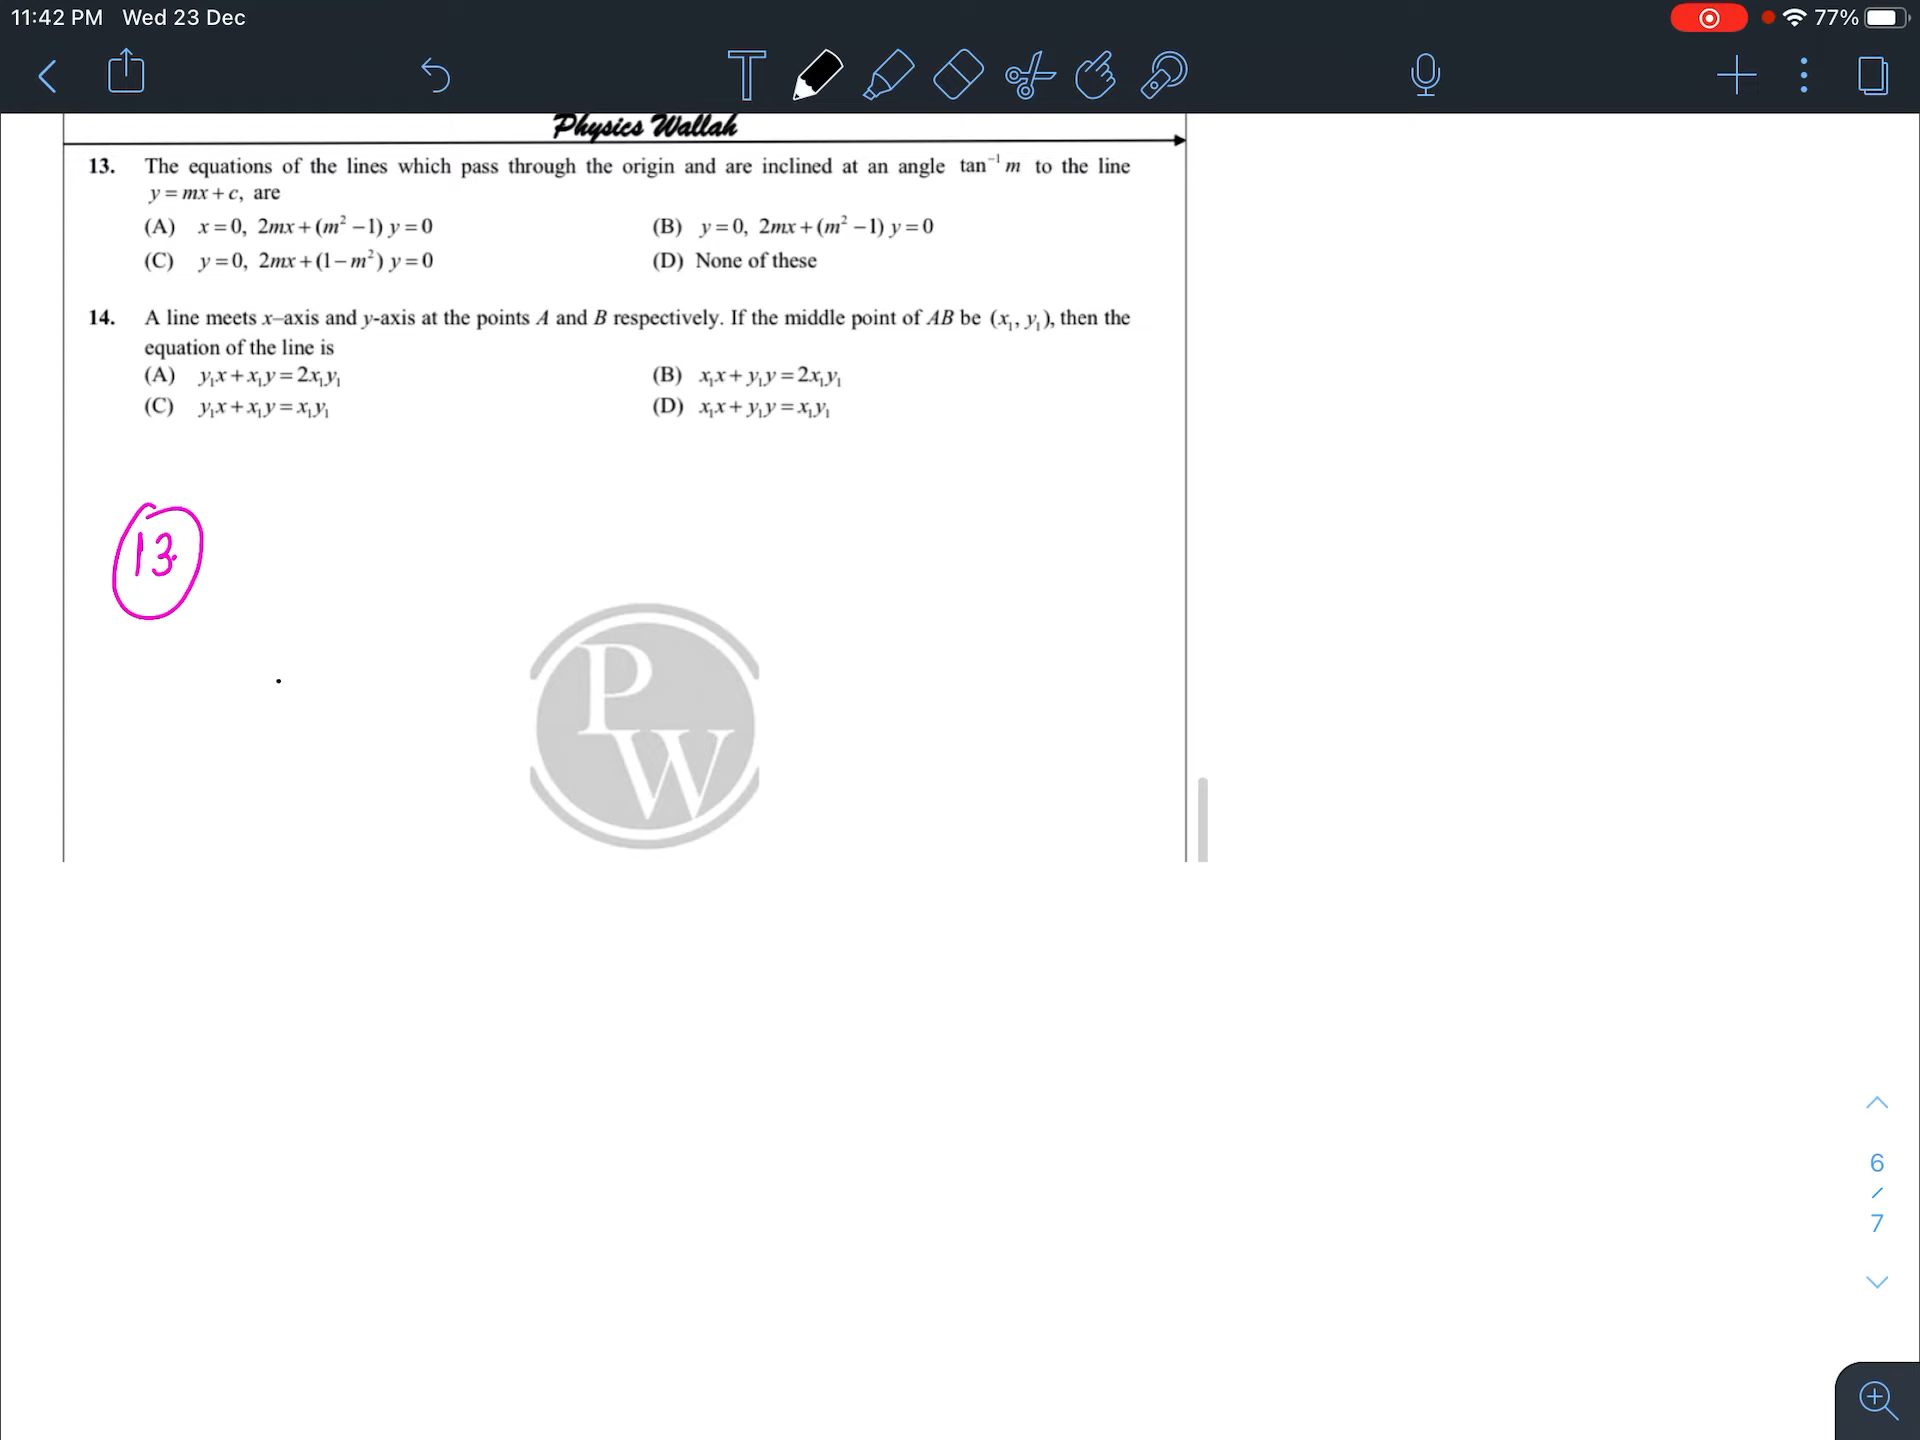 11:42 PM Wed 23 Dec
77%
Physics Wallah
13. The equations of the lines which pass through the origin and are inclined at an angle tan⁻¹ m to the line
y = mx + c, are
(A) x = 0, 2mx + (m² − 1) y = 0 (B) y = 0, 2mx + (m² − 1) y = 0
(C) y = 0, 2mx + (1 − m²) y = 0 (D) None of these
14. A line meets x–axis and y-axis at the points A and B respectively. If the middle point of AB be (x₁, y₁), then the
equation of the line is
(A) y₁x + x₁y = 2x₁y₁ (B) x₁x + y₁y = 2x₁y₁
(C) y₁x + x₁y = x₁y₁ (D) x₁x + y₁y = x₁y₁
13.
PW
6
/
7